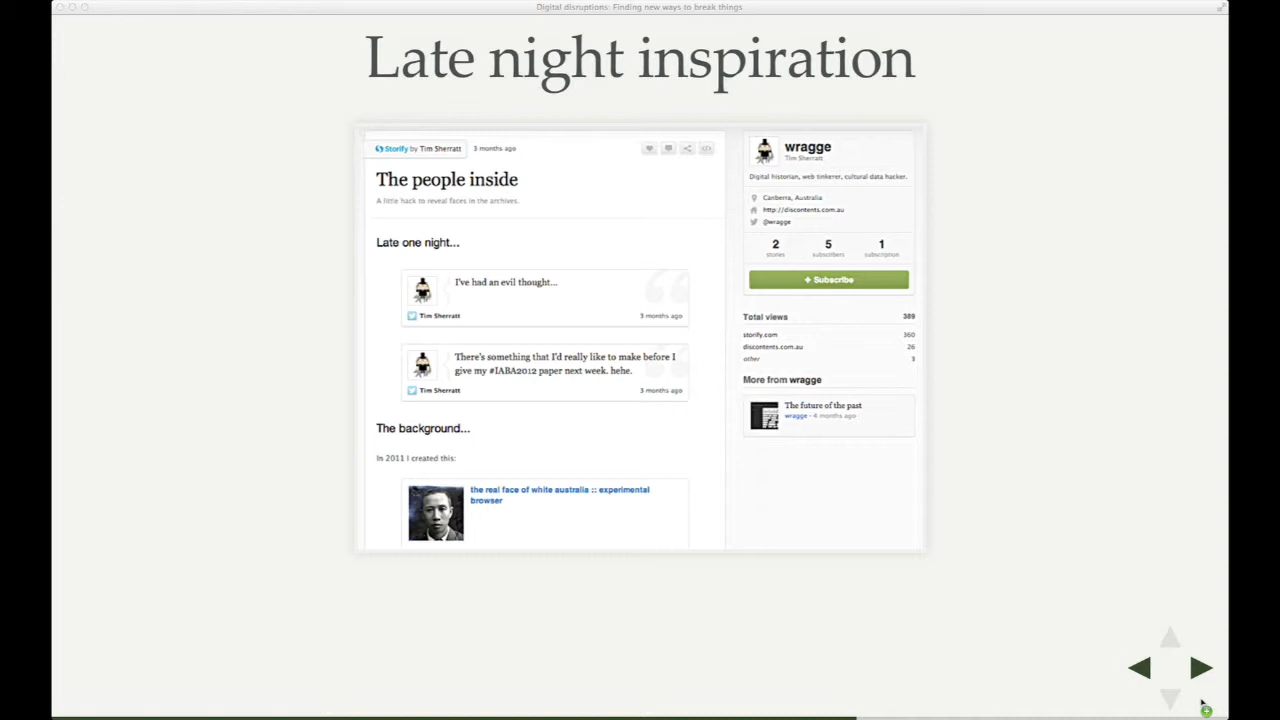 Digital disruptions: Finding new ways to break things
Late night inspiration
Storify by Tim Sherratt
3 months ago
The people inside
A little hack to reveal faces in the archives.
Late one night...
I've had an evil thought...
Tim Sherratt
3 months ago
There's something that I'd really like to make before I
give my #IABA2012 paper next week. hehe.
Tim Sherratt
3 months ago
The background...
In 2011 I created this:
the real face of white australia :: experimental
browser
wragge
Tim Sherratt
Digital historian, web tinkerer, cultural data hacker.
Canberra, Australia
http://discontents.com.au
@wragge
2 5 1
stories subscribers subscription
+ Subscribe
Total views 389
storify.com 360
discontents.com.au 26
other 3
More from wragge
The future of the past
wragge - 4 months ago